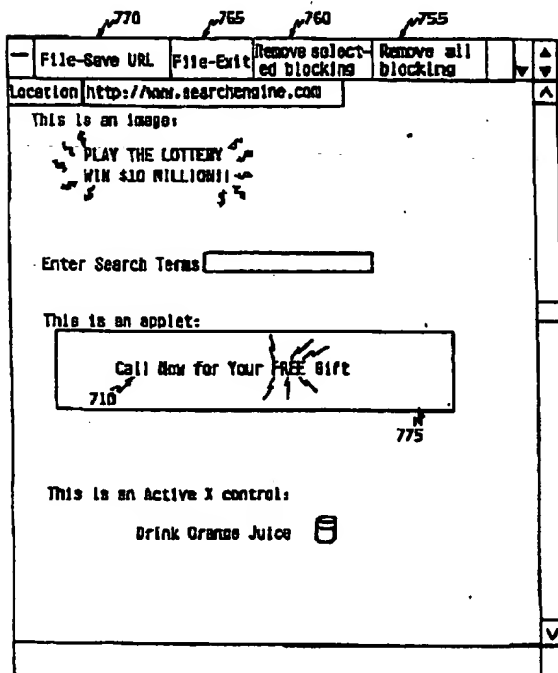 770 765 760 755
File-Save URL File-Exit Remove select-ed blocking Remove all blocking
Location http://www.searchengine.com
This is an image:
PLAY THE LOTTERY
WIN $10 MILLION!!
$ $
Enter Search Terms
This is an applet:
Call Now for Your FREE Gift
710
775
This is an Active X control:
Drink Orange Juice